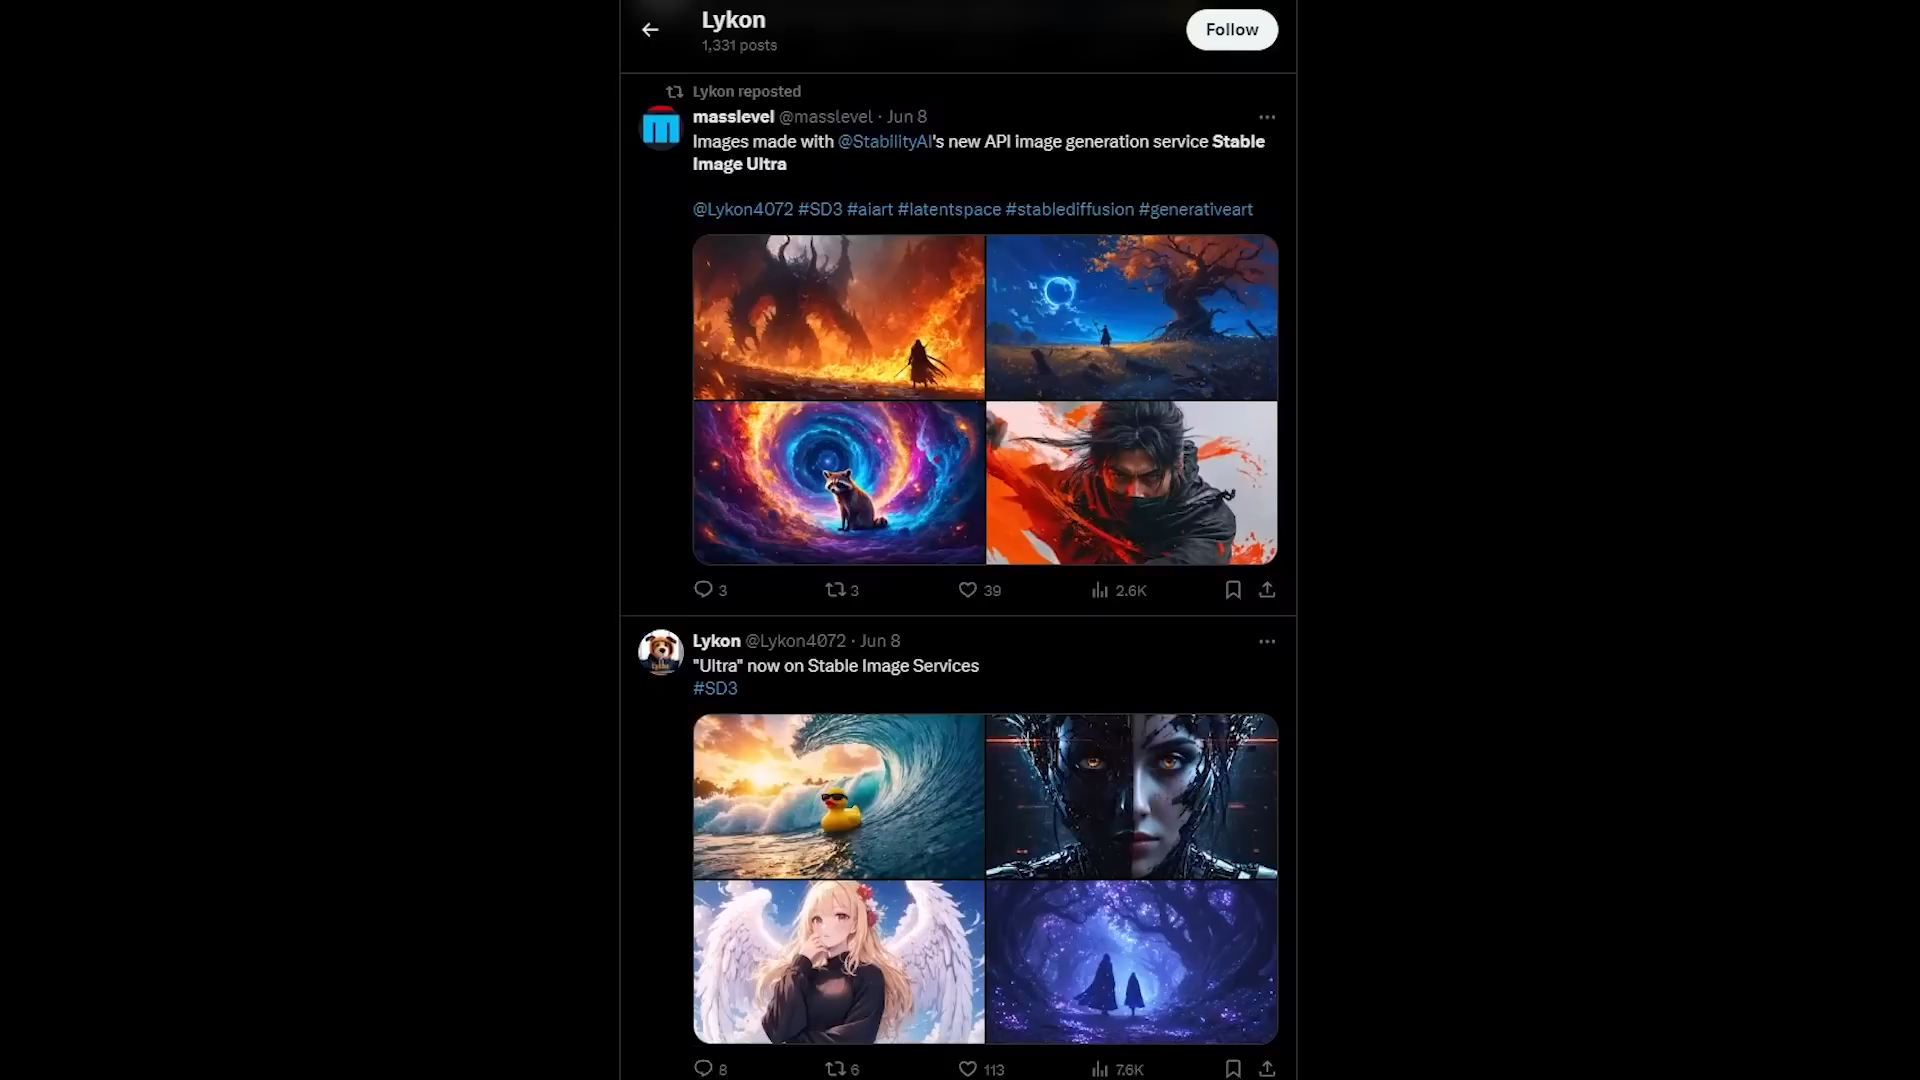 Lykon
1,331 posts
Follow
Lykon reposted
masslevel @masslevel · Jun 8
Images made with @StabilityAI's new API image generation service Stable
Image Ultra
@Lykon4072 #SD3 #aiart #latentspace #stablediffusion #generativeart
3 3 39 2.6K
Lykon @Lykon4072 · Jun 8
"Ultra" now on Stable Image Services
#SD3
8 6 113 7.6K